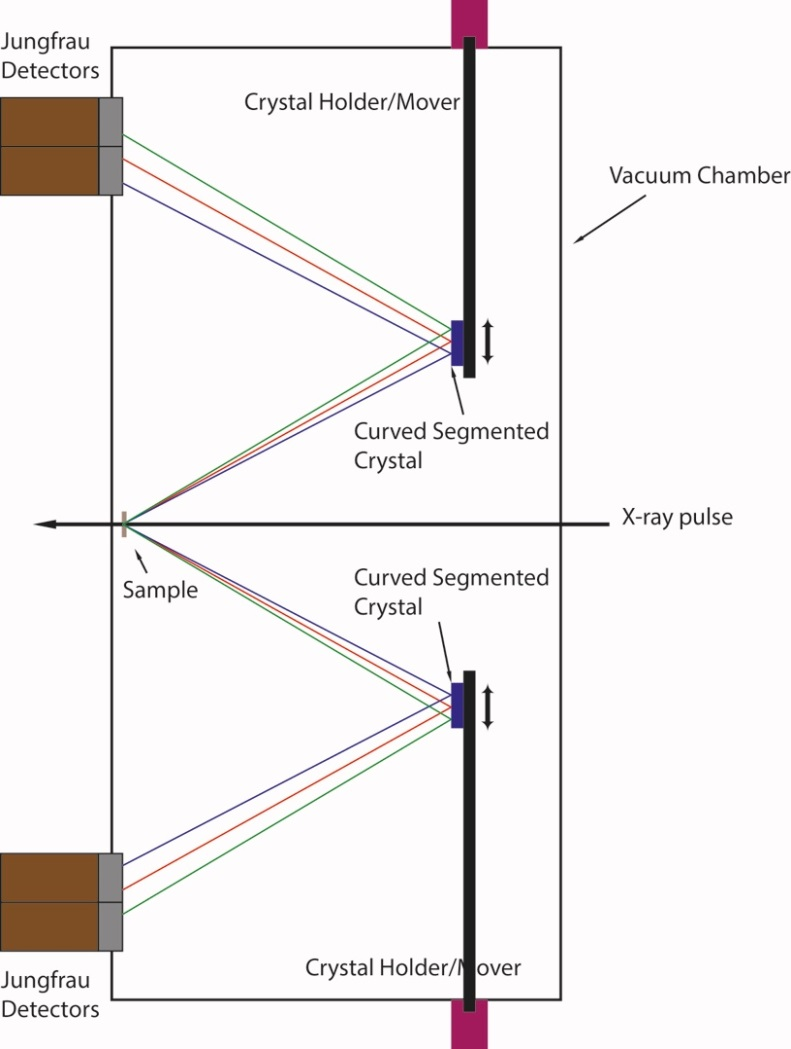 Jungfrau
Detectors
Crystal Holder/Mover
Vacuum Chamber
Curved Segmented
Crystal
X-ray pulse
Sample
Curved Segmented
Crystal
Crystal Holder/Mover
Jungfrau
Detectors